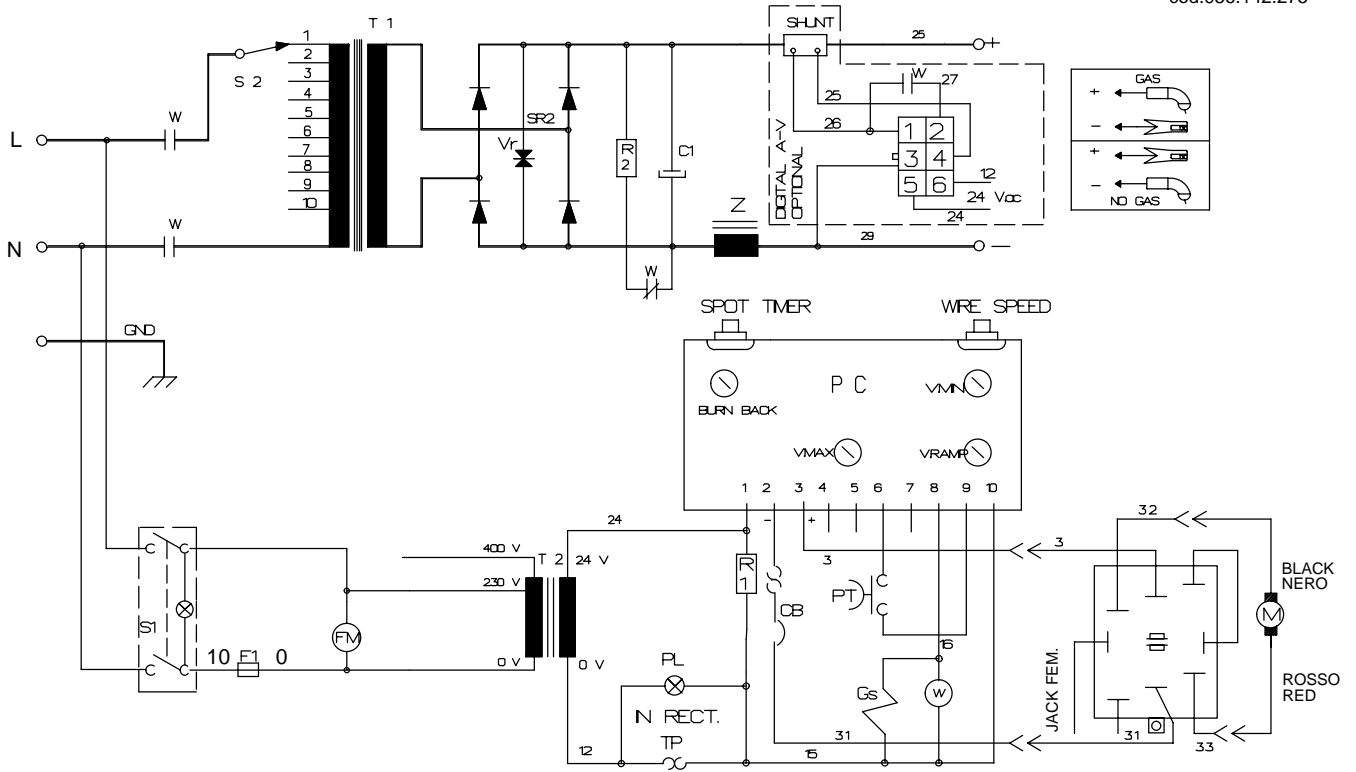 T 1
SHUNT
25
+
1
2
3
4
5
6
7
8
9
10
S 2
L
W
N
W
GND
Vr
SR2
R
2
C1
W
Z
W
27
25
26
1 2
3 4
5 6
12
24 Vac
24
DIGITAL A-V
OPTIONAL
29
—
GAS
+
-
+
-
NO GAS
SPOT TIMER
WIRE SPEED
P C
BURN BACK
VMIN
VMAX
VRAMP
1 2 3 4 5 6 7 8 9 10
- +
24
400 V
T 2
24 V
230 V
0 V
0 V
R
1
CB
3
PT
16
3
32
BLACK
NERO
M
ROSSO
RED
JACK FEM.
31
33
S1
10 F1 0
FM
PL
IN RECT.
TP
12
Gs
W
31
15